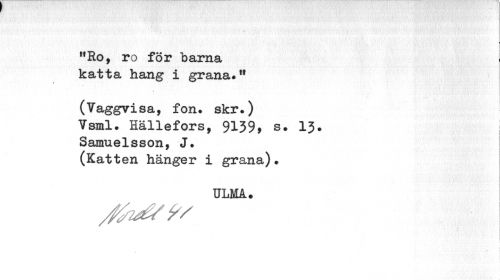 "Ro, ro för barna
katta hang i grana."
(Vaggvisa, fon. skr.)
Vsml. Hällefors, 9139, s. 13.
Samuelsson, J.
(Katten hänger i grana).
ULMA.
Nordl 41